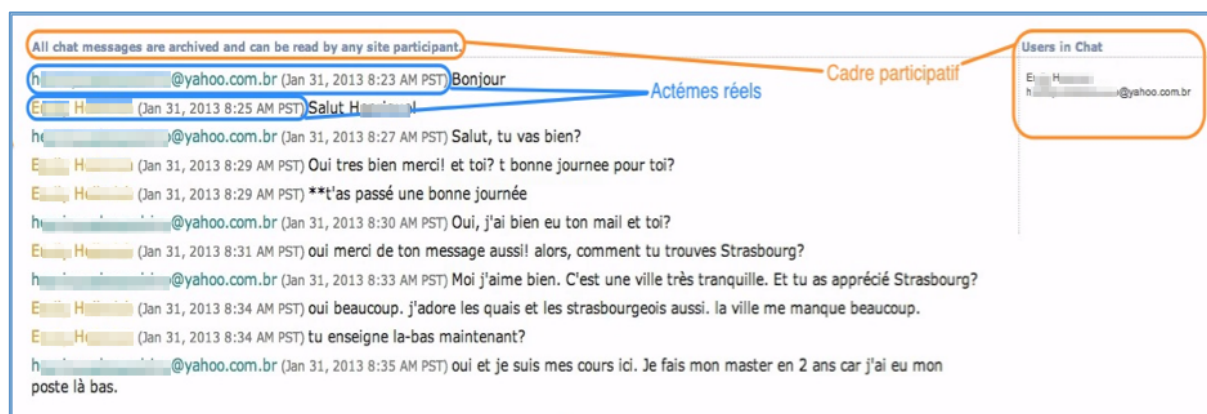 All chat messages are archived and can be read by any site participant.
Users in Chat
h @yahoo.com.br (Jan 31, 2013 8:23 AM PST) Bonjour
Cadre participatif
E H
h @yahoo.com.br
Actémes réels
E H (Jan 31, 2013 8:25 AM PST) Salut H !
h @yahoo.com.br (Jan 31, 2013 8:27 AM PST) Salut, tu vas bien?
E H (Jan 31, 2013 8:29 AM PST) Oui tres bien merci! et toi? t bonne journee pour toi?
E H (Jan 31, 2013 8:29 AM PST) **t'as passé une bonne journée
h @yahoo.com.br (Jan 31, 2013 8:30 AM PST) Oui, j'ai bien eu ton mail et toi?
E H (Jan 31, 2013 8:31 AM PST) oui merci de ton message aussi! alors, comment tu trouves Strasbourg?
h @yahoo.com.br (Jan 31, 2013 8:33 AM PST) Moi j'aime bien. C'est une ville très tranquille. Et tu as apprécié Strasbourg?
E H (Jan 31, 2013 8:34 AM PST) oui beaucoup. j'adore les quais et les strasbourgeois aussi. la ville me manque beaucoup.
E H (Jan 31, 2013 8:34 AM PST) tu enseigne la-bas maintenant?
h @yahoo.com.br (Jan 31, 2013 8:35 AM PST) oui et je suis mes cours ici. Je fais mon master en 2 ans car j'ai eu mon
poste là bas.